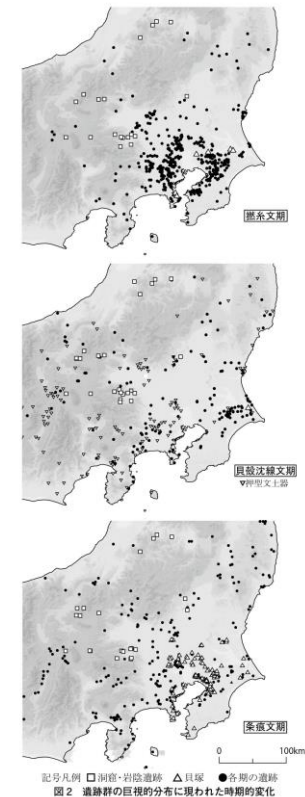 撚糸文期
貝殻沈線文期
▽押型文土器
条痕文期
0 100km
記号凡例 □洞窟・岩陰遺跡 △貝塚 ●各期の遺跡
図2 遺跡群の巨視的分布に現われた時期的変化